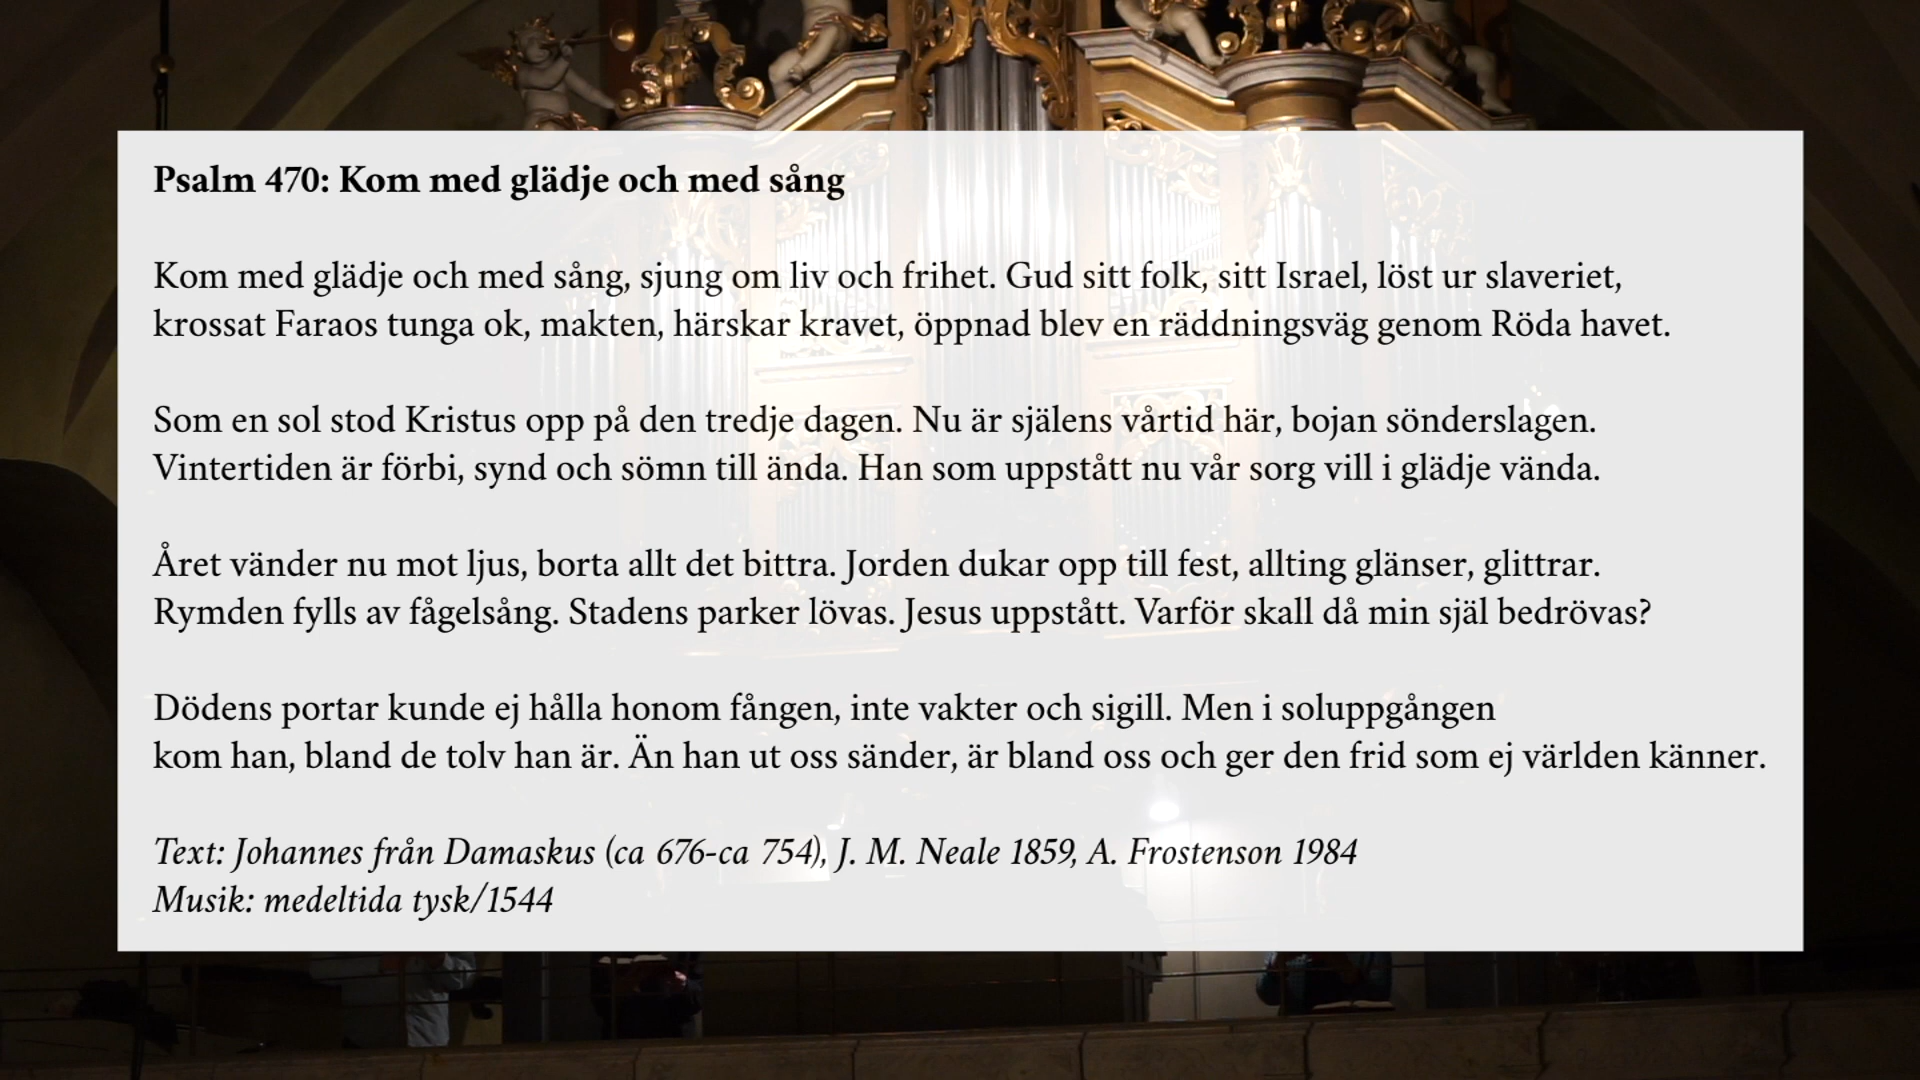 Psalm 470: Kom med glädje och med sång
Kom med glädje och med sång, sjung om liv och frihet. Gud sitt folk, sitt Israel, löst ur slaveriet,
krossat Faraos tunga ok, makten, härskar kravet, öppnad blev en räddningsväg genom Röda havet.
Som en sol stod Kristus opp på den tredje dagen. Nu är själens vårtid här, bojan sönderslagen.
Vintertiden är förbi, synd och sömn till ända. Han som uppstått nu vår sorg vill i glädje vända.
Året vänder nu mot ljus, borta allt det bittra. Jorden dukar opp till fest, allting glänser, glittrar.
Rymden fylls av fågelsång. Stadens parker lövas. Jesus uppstått. Varför skall då min själ bedrövas?
Dödens portar kunde ej hålla honom fången, inte vakter och sigill. Men i soluppgången
kom han, bland de tolv han är. Än han ut oss sänder, är bland oss och ger den frid som ej världen känner.
Text: Johannes från Damaskus (ca 676-ca 754), J. M. Neale 1859, A. Frostenson 1984
Musik: medeltida tysk/1544